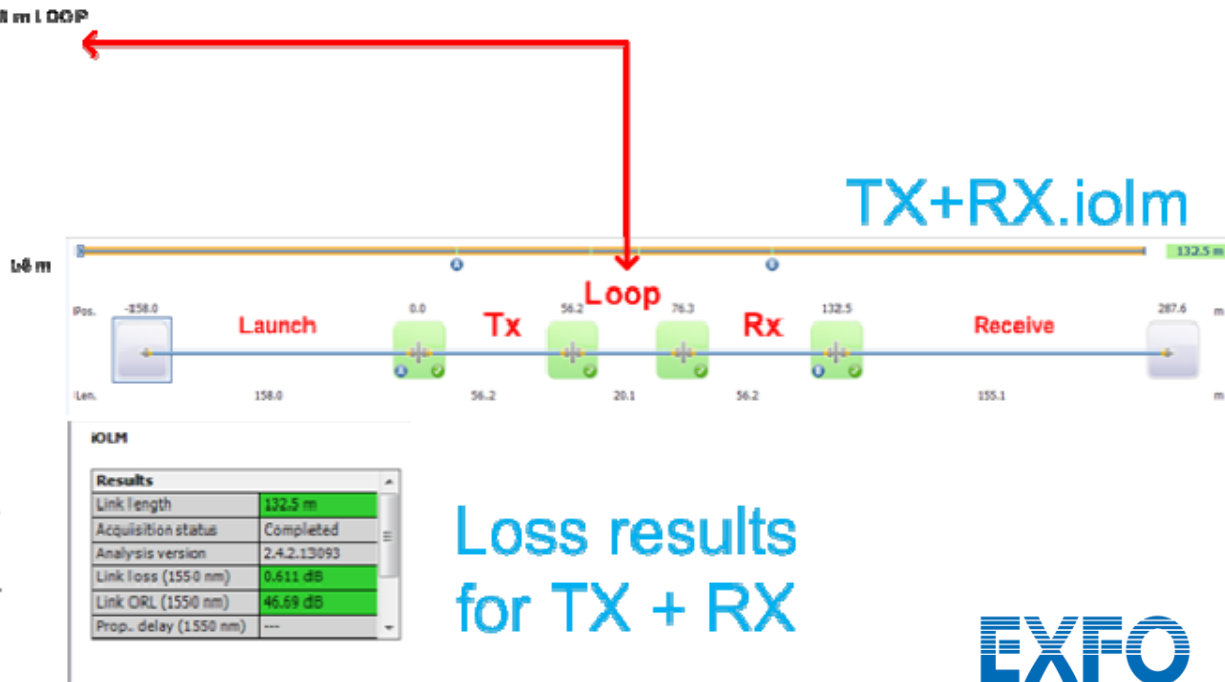 m LOOP
TX+RX.iolm
132.5 m
m
Pos. -158.0 0.0 56.2 76.3 132.5 287.6 m
Launch Tx Loop Rx Receive
A B
Len. 158.0 56.2 20.1 56.2 155.1 m
iOLM
Results
Link length 132.5 m
Acquisition status Completed
Analysis version 2.4.2.13093
Link loss (1550 nm) 0.611 dB
Link ORL (1550 nm) 46.69 dB
Prop.. delay (1550 nm) ---
Loss results
for TX + RX
EXFO